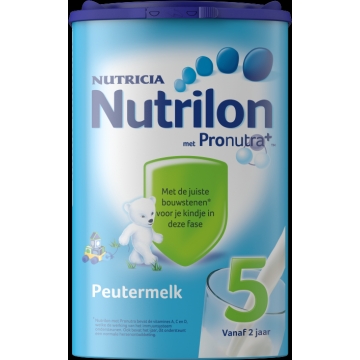 NUTRICIA
Nutrilon
met Pronutra+™
Met de juiste
bouwstenen*
voor je kindje in
deze fase
Peutermelk
5
Vanaf 2 jaar